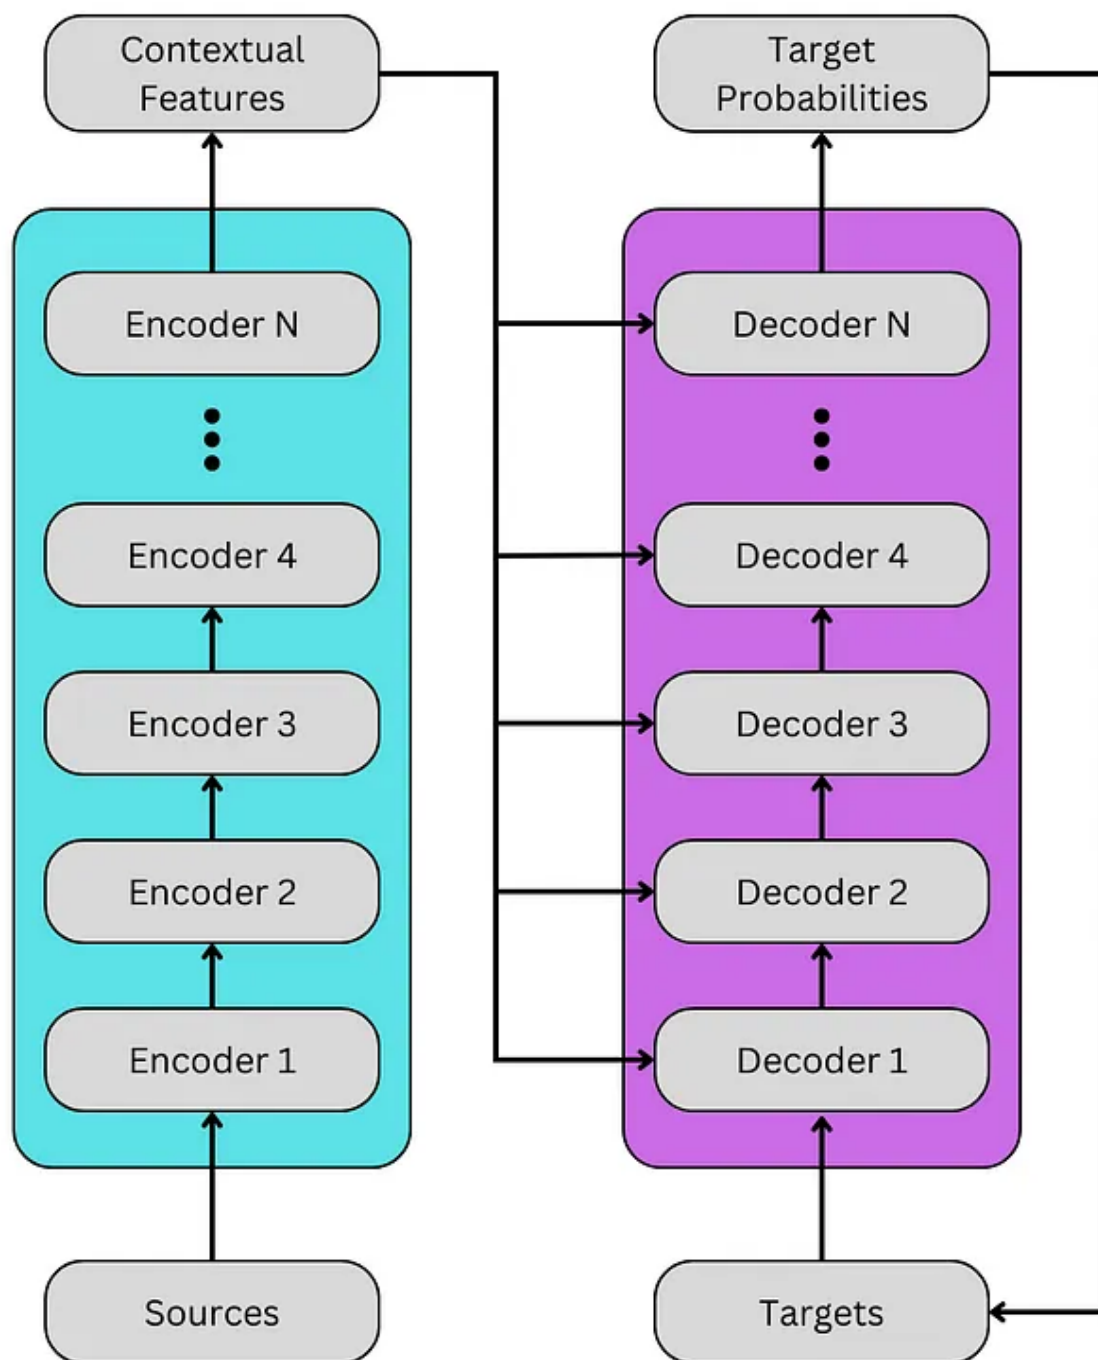 Contextual
Features
Encoder N
Encoder 4
Encoder 3
Encoder 2
Encoder 1
Sources
Target
Probabilities
Decoder N
Decoder 4
Decoder 3
Decoder 2
Decoder 1
Targets